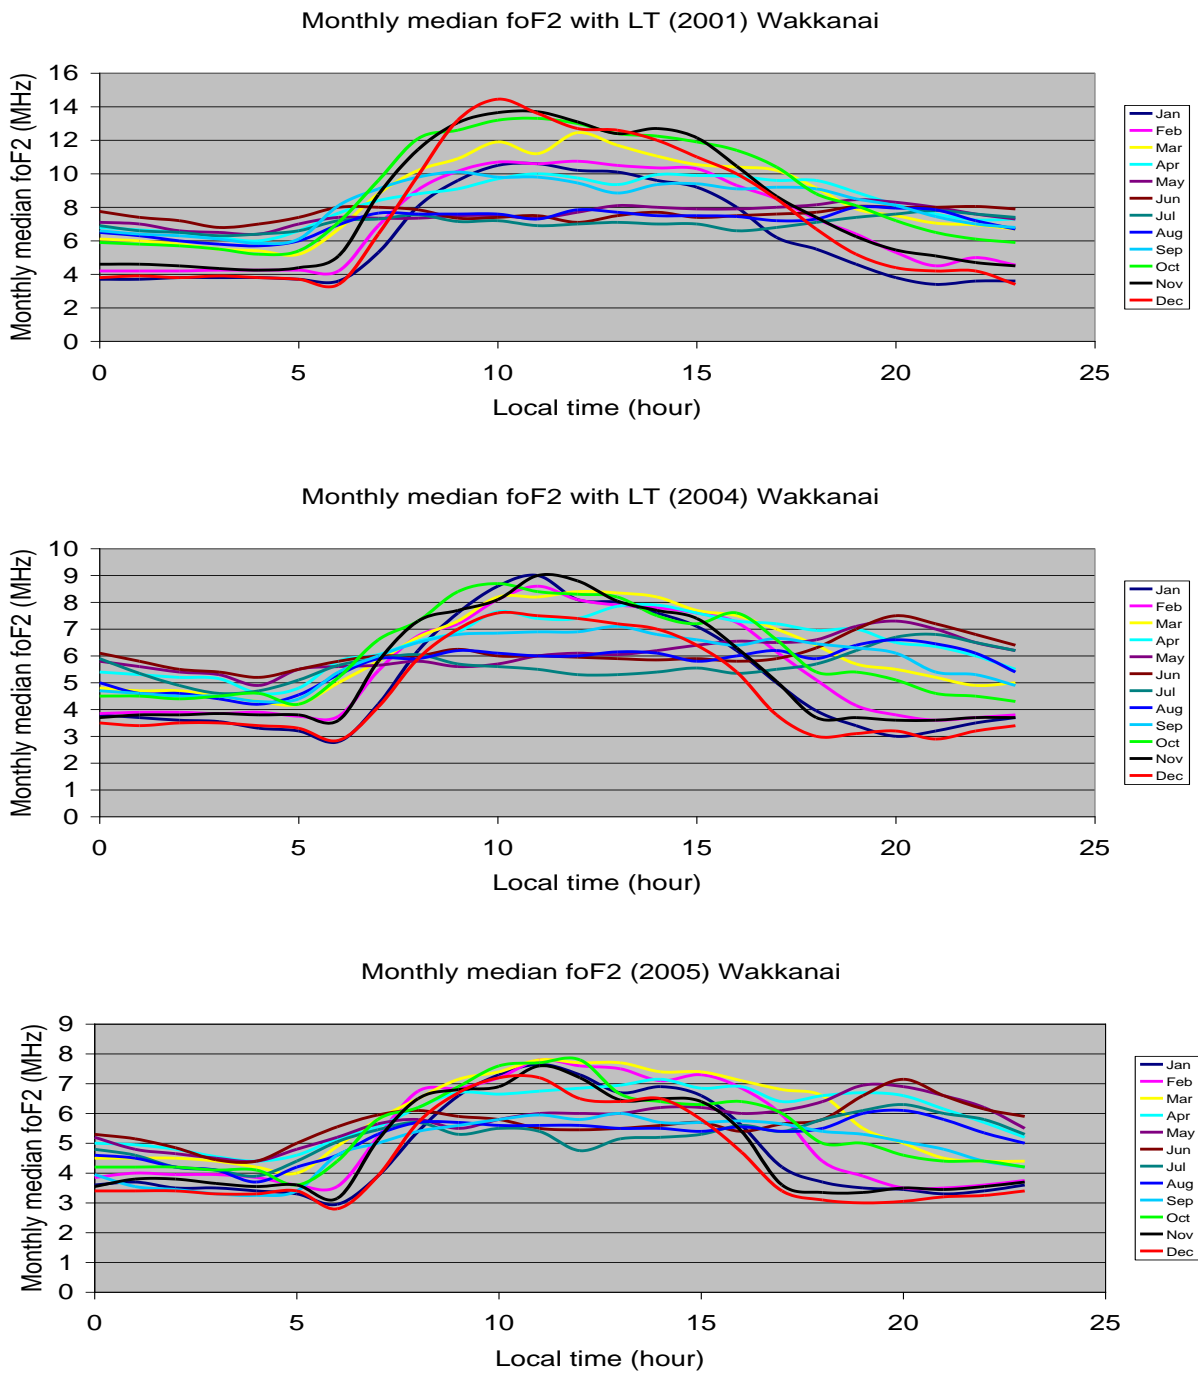 Monthly median foF2 with LT (2001) Wakkanai
Monthly median foF2 (MHz)
16
14
12
10
8
6
4
2
0
0 5 10 15 20 25
Local time (hour)
Jan
Feb
Mar
Apr
May
Jun
Jul
Aug
Sep
Oct
Nov
Dec
Monthly median foF2 with LT (2004) Wakkanai
Monthly median foF2 (MHz)
10
9
8
7
6
5
4
3
2
1
0
0 5 10 15 20 25
Local time (hour)
Jan
Feb
Mar
Apr
May
Jun
Jul
Aug
Sep
Oct
Nov
Dec
Monthly median foF2 (2005) Wakkanai
Monthly median foF2 (MHz)
9
8
7
6
5
4
3
2
1
0
0 5 10 15 20 25
Local time (hour)
Jan
Feb
Mar
Apr
May
Jun
Jul
Aug
Sep
Oct
Nov
Dec